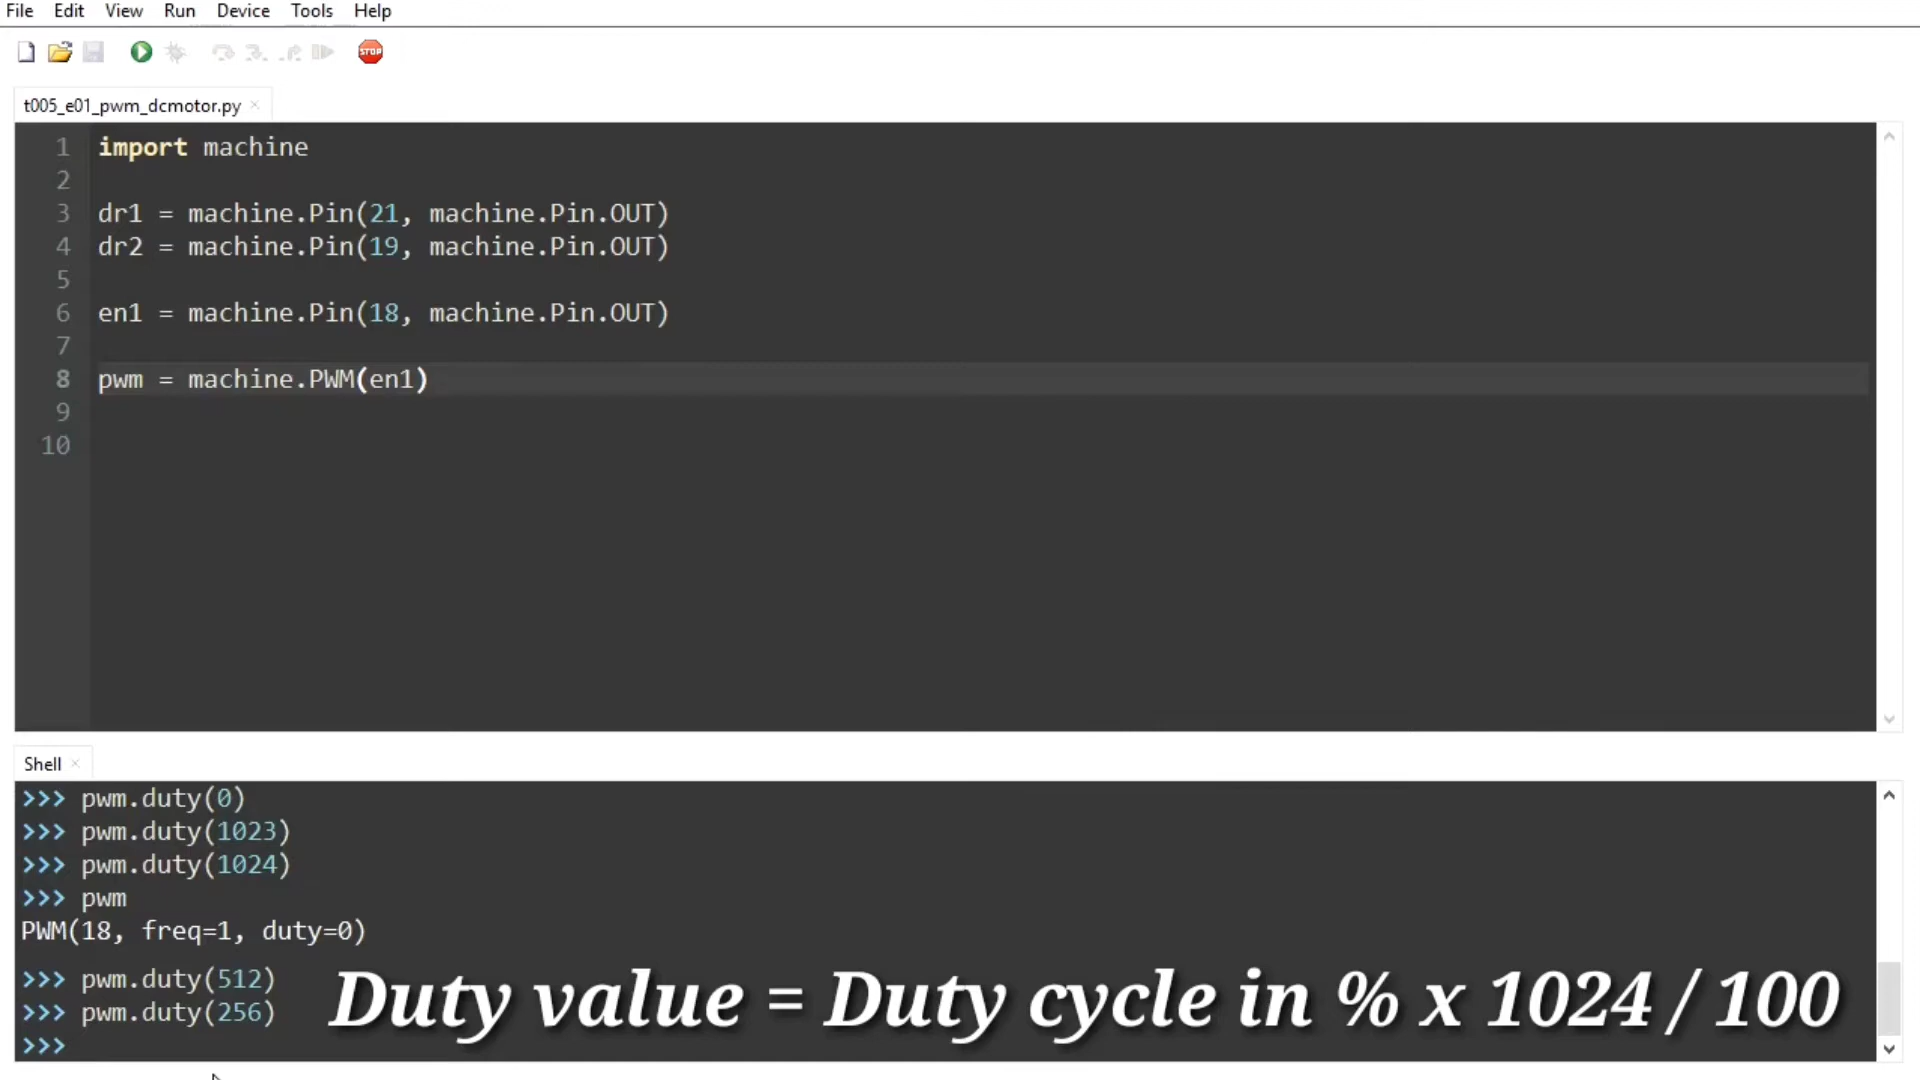 File Edit View Run Device Tools Help
STOP
t005_e01_pwm_dcmotor.py
1 import machine
2
3 dr1 = machine.Pin(21, machine.Pin.OUT)
4 dr2 = machine.Pin(19, machine.Pin.OUT)
5
6 en1 = machine.Pin(18, machine.Pin.OUT)
7
8 pwm = machine.PWM(en1)
9
10
Shell
>>> pwm.duty(0)
>>> pwm.duty(1023)
>>> pwm.duty(1024)
>>> pwm
PWM(18, freq=1, duty=0)
>>> pwm.duty(512)
>>> pwm.duty(256)
>>>
Duty value = Duty cycle in % x 1024 / 100